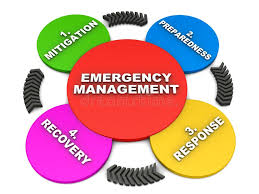 1.
MITIGATION
2.
PREPAREDNESS
EMERGENCY
MANAGEMENT
4.
RECOVERY
3.
RESPONSE